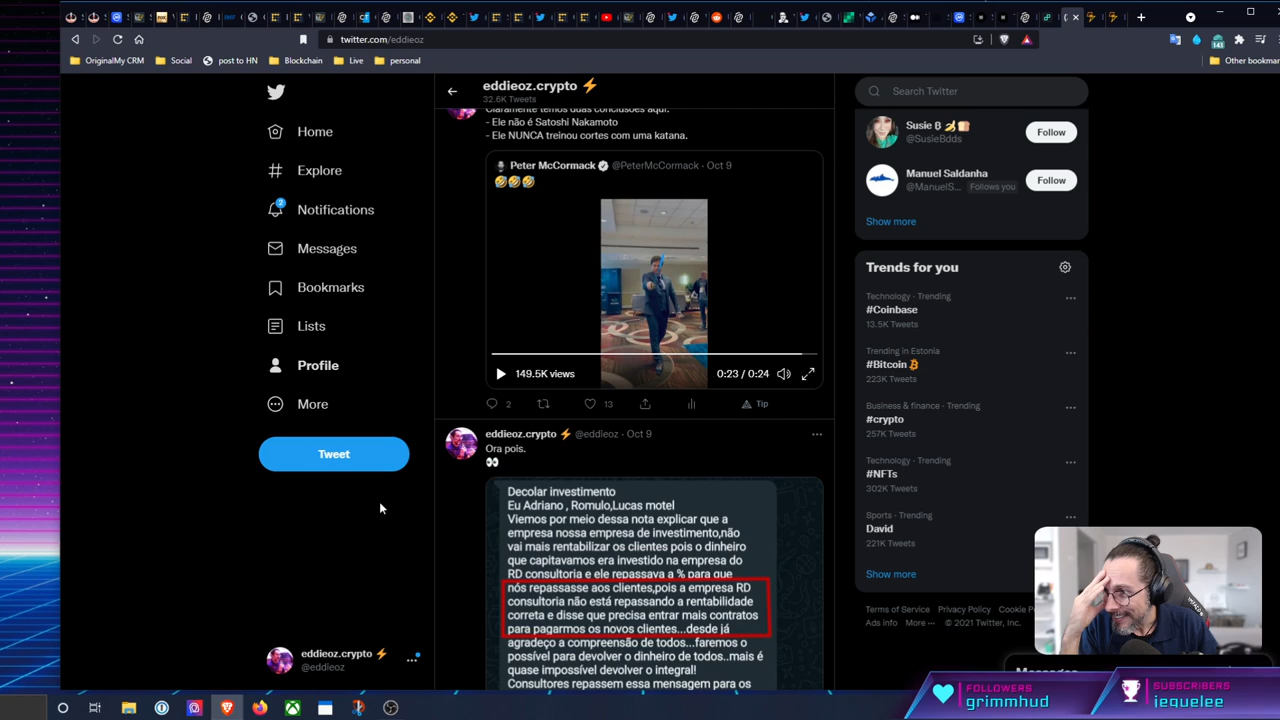 twitter.com/eddieoz
143
OriginalMy CRM
Social
post to HN
Blockchain
Live
personal
Other bookmar
Home
Explore
2
Notifications
Messages
Bookmarks
Lists
Profile
More
Tweet
eddieoz.crypto ⚡
@eddieoz
eddieoz.crypto ⚡
32.6K Tweets
Claramente temos duas conclusões aqui.
- Ele não é Satoshi Nakamoto
- Ele NUNCA treinou cortes com uma katana.
Peter McCormack @PeterMcCormack · Oct 9
🤣🤣🤣
149.5K views
0:23 / 0:24
2
13
Tip
eddieoz.crypto ⚡ @eddieoz · Oct 9
Ora pois.
👀
Decolar investimento
Eu Adriano , Romulo,Lucas motel
Viemos por meio dessa nota explicar que a
empresa nossa empresa de investimento,não
vai mais rentabilizar os clientes pois o dinheiro
que capitavamos era investido na empresa do
RD consultoria e ele repassava a % para que
nós repassasse aos clientes,pois a empresa RD
consultoria não está repassando a rentabilidade
correta e disse que precisa entrar mais contratos
para pagarmos os novos clientes...desde já
agradeço a compreensão de todos...faremos o
possível para devolver o dinheiro de todos..mais é
quase impossível devolver o integral!
Consultores repassem essa mensagem para os
Search Twitter
Susie B 🍌🍞
@SusieBdds
Follow
Manuel Saldanha
@ManuelS...
Follows you
Follow
Show more
Trends for you
Technology · Trending
#Coinbase
13.5K Tweets
Trending in Estonia
#Bitcoin
223K Tweets
Business & finance · Trending
#crypto
257K Tweets
Technology · Trending
#NFTs
302K Tweets
Sports · Trending
David
221K Tweets
Show more
Terms of Service Privacy Policy Cookie P
Ads info More ··· © 2021 Twitter, Inc.
FOLLOWERS
grimmhud
SUBSCRIBERS
jequelee